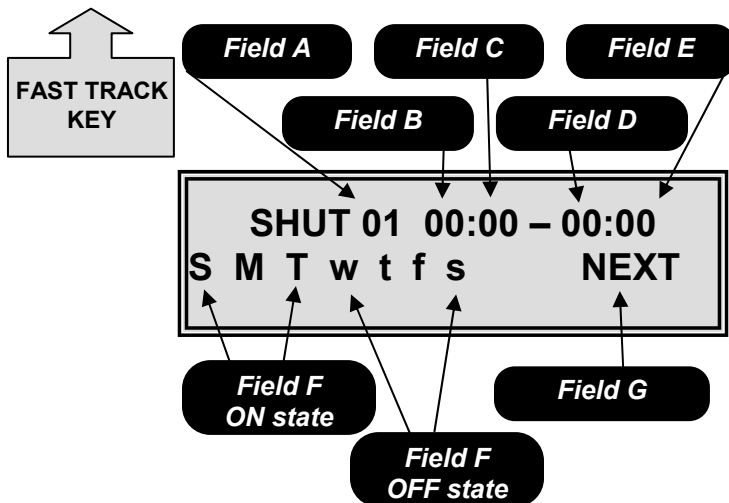 Field A
Field C
Field E
FAST TRACK
KEY
Field B
Field D
SHUT 01 00:00 – 00:00
S M T w t f s NEXT
Field F
ON state
Field G
Field F
OFF state